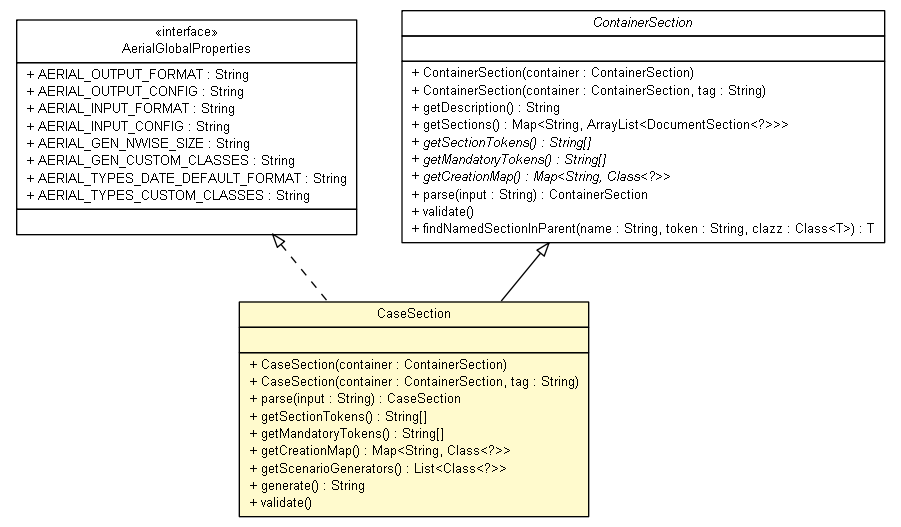 «interface»
AerialGlobalProperties
+ AERIAL_OUTPUT_FORMAT : String
+ AERIAL_OUTPUT_CONFIG : String
+ AERIAL_INPUT_FORMAT : String
+ AERIAL_INPUT_CONFIG : String
+ AERIAL_GEN_NWISE_SIZE : String
+ AERIAL_GEN_CUSTOM_CLASSES : String
+ AERIAL_TYPES_DATE_DEFAULT_FORMAT : String
+ AERIAL_TYPES_CUSTOM_CLASSES : String
ContainerSection
+ ContainerSection(container : ContainerSection)
+ ContainerSection(container : ContainerSection, tag : String)
+ getDescription() : String
+ getSections() : Map<String, ArrayList<DocumentSection<?>>>
+ getSectionTokens() : String[]
+ getMandatoryTokens() : String[]
+ getCreationMap() : Map<String, Class<?>>
+ parse(input : String) : ContainerSection
+ validate()
+ findNamedSectionInParent(name : String, token : String, clazz : Class<T>) : T
CaseSection
+ CaseSection(container : ContainerSection)
+ CaseSection(container : ContainerSection, tag : String)
+ parse(input : String) : CaseSection
+ getSectionTokens() : String[]
+ getMandatoryTokens() : String[]
+ getCreationMap() : Map<String, Class<?>>
+ getScenarioGenerators() : List<Class<?>>
+ generate() : String
+ validate()